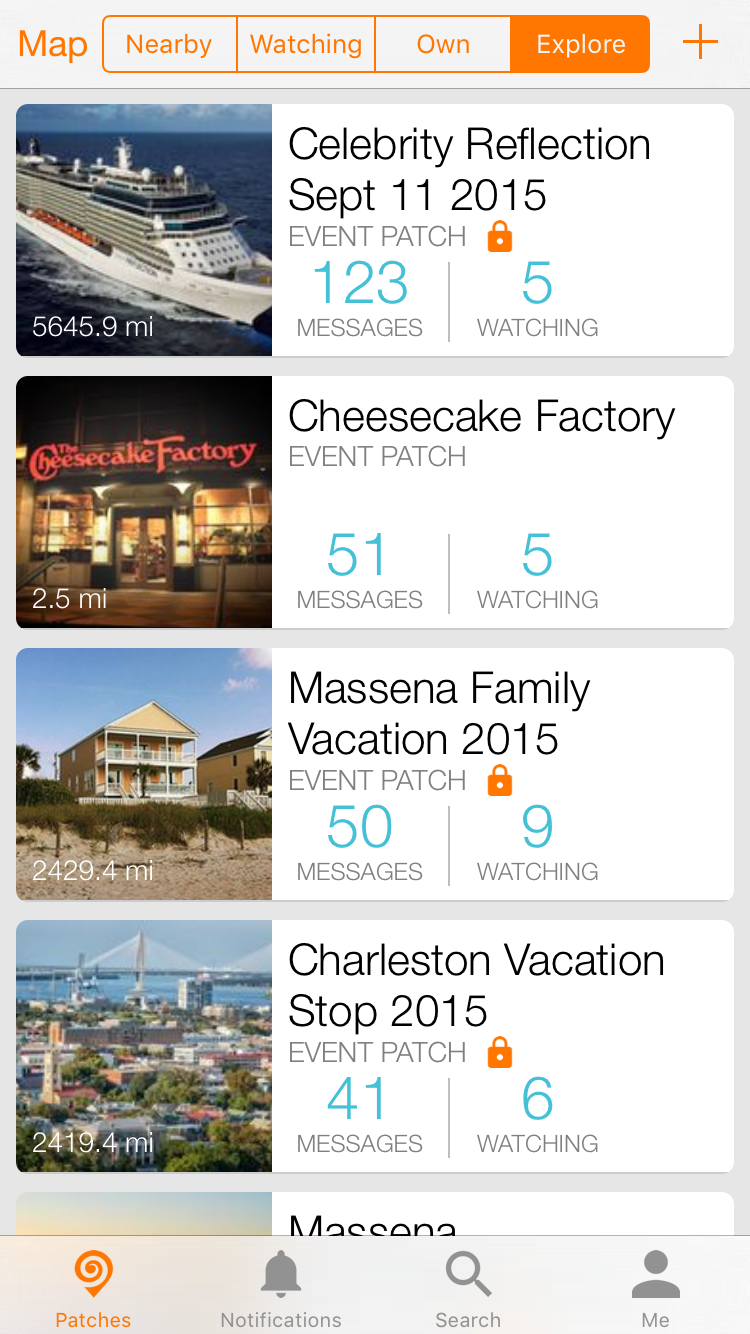 Map
Nearby
Watching
Own
Explore
Celebrity Reflection
Sept 11 2015
EVENT PATCH
123
5
MESSAGES
WATCHING
5645.9 mi
Cheesecake Factory
EVENT PATCH
The
Cheesecake Factory
51
5
MESSAGES
WATCHING
2.5 mi
Massena Family
Vacation 2015
EVENT PATCH
50
9
MESSAGES
WATCHING
2429.4 mi
Charleston Vacation
Stop 2015
EVENT PATCH
41
6
MESSAGES
WATCHING
2419.4 mi
Massena
Patches
Notifications
Search
Me